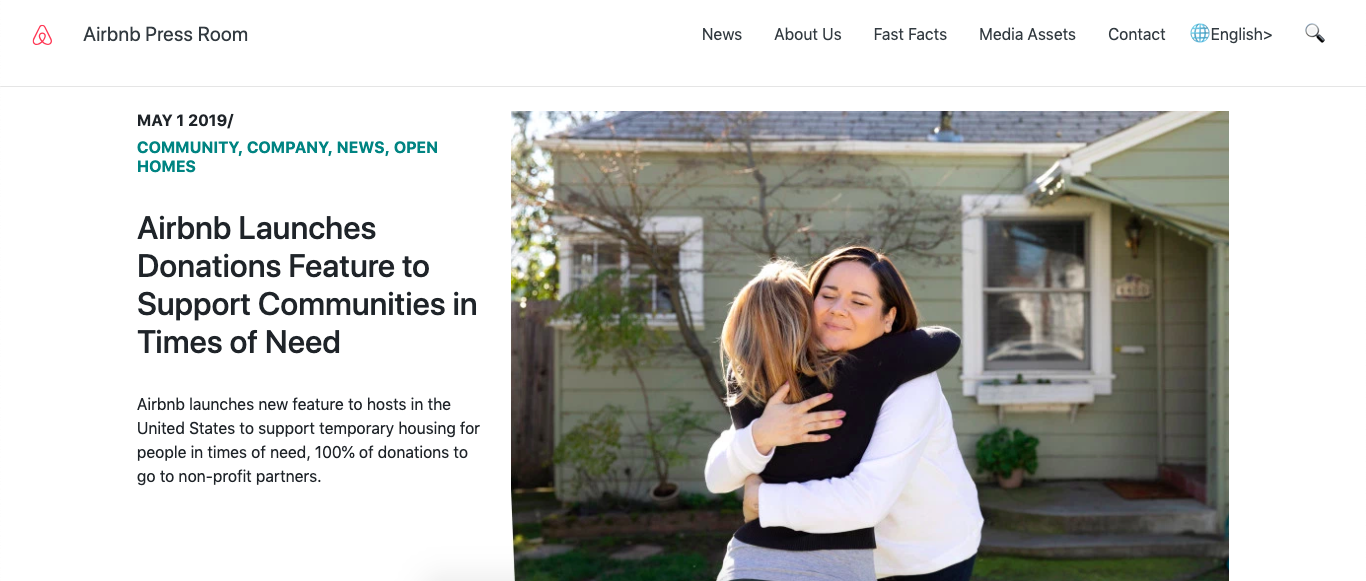 Airbnb Press Room
News About Us Fast Facts Media Assets Contact English>
MAY 1 2019/
COMMUNITY, COMPANY, NEWS, OPEN
HOMES
Airbnb Launches
Donations Feature to
Support Communities in
Times of Need
Airbnb launches new feature to hosts in the
United States to support temporary housing for
people in times of need, 100% of donations to
go to non-profit partners.